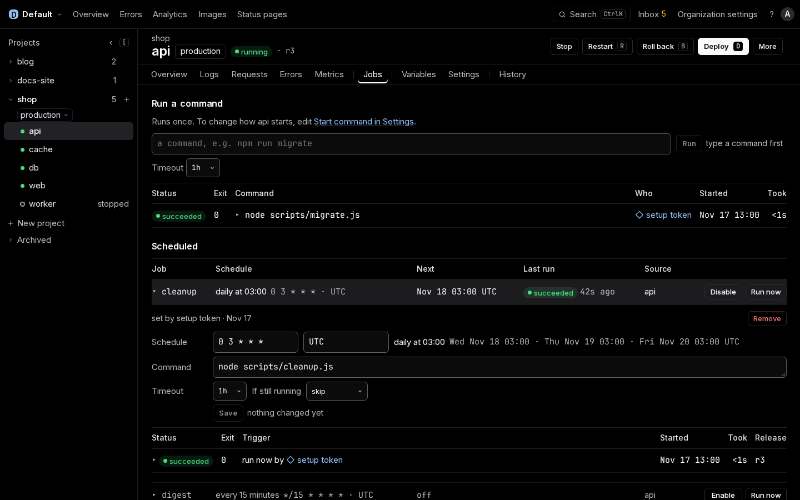 D Default Overview Errors Analytics Images Status pages Search Ctrl K Inbox 5 Organization settings ? A
Projects
blog 2
docs-site 1
shop 5 +
production
api
cache
db
web
worker stopped
+ New project
Archived
shop
api production running · r3 Stop Restart R Roll back B Deploy D More
Overview Logs Requests Errors Metrics Jobs Variables Settings History
Run a command
Runs once. To change how api starts, edit Start command in Settings.
a command, e.g. npm run migrate Run type a command first
Timeout 1h
Status Exit Command Who Started Took
succeeded 0 node scripts/migrate.js setup token Nov 17 13:00 <1s
Scheduled
Job Schedule Next Last run Source
cleanup daily at 03:00 0 3 * * * · UTC Nov 18 03:00 UTC succeeded 42s ago api Disable Run now
set by setup token · Nov 17 Remove
Schedule 0 3 * * * UTC daily at 03:00 Wed Nov 18 03:00 · Thu Nov 19 03:00 · Fri Nov 20 03:00 UTC
Command node scripts/cleanup.js
Timeout 1h If still running skip
Save nothing changed yet
Status Exit Trigger Started Took Release
succeeded 0 run now by setup token Nov 17 13:00 <1s r3
digest every 15 minutes */15 * * * * · UTC off api Enable Run now